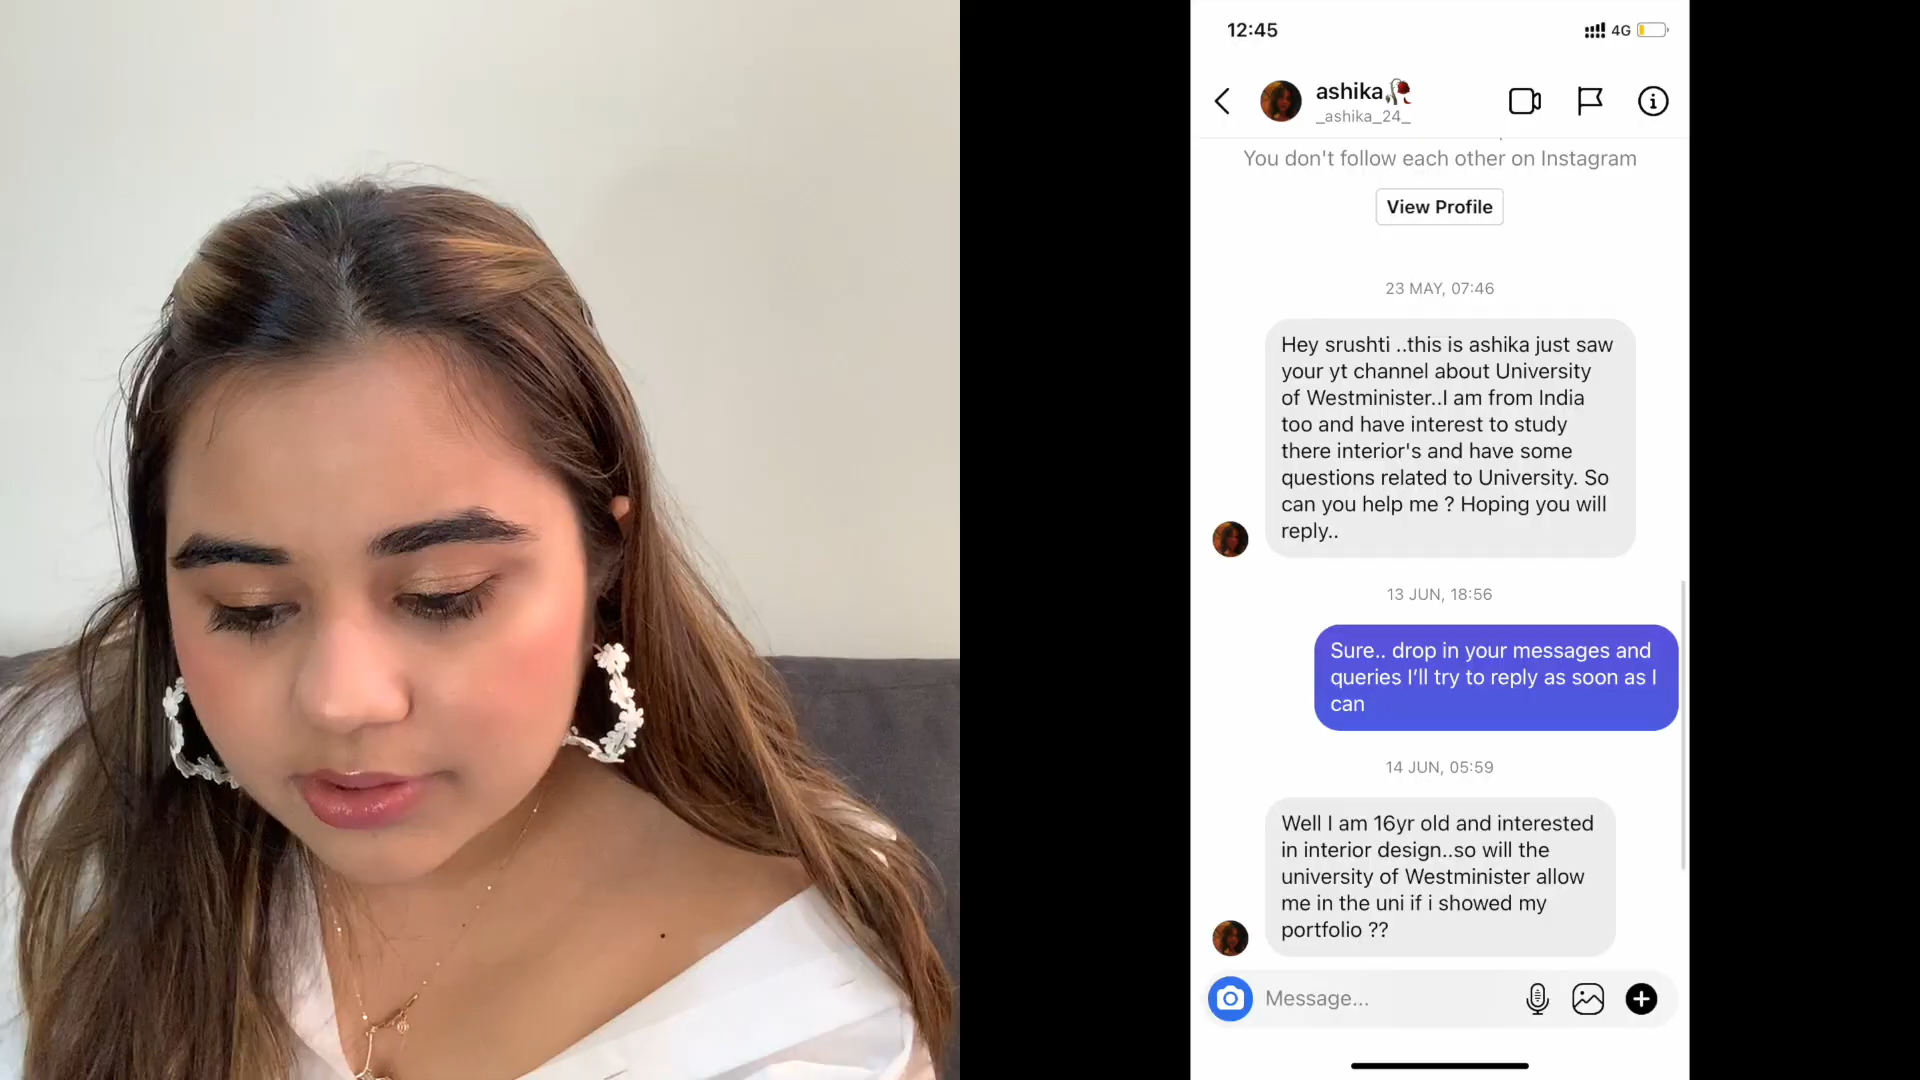 12:45
4G
ashika🥀
_ashika_24_
You don't follow each other on Instagram
View Profile
23 MAY, 07:46
Hey srushti ..this is ashika just saw
your yt channel about University
of Westminister..I am from India
too and have interest to study
there interior's and have some
questions related to University. So
can you help me ? Hoping you will
reply..
13 JUN, 18:56
Sure.. drop in your messages and
queries I’ll try to reply as soon as I
can
14 JUN, 05:59
Well I am 16yr old and interested
in interior design..so will the
university of Westminister allow
me in the uni if i showed my
portfolio ??
Message...